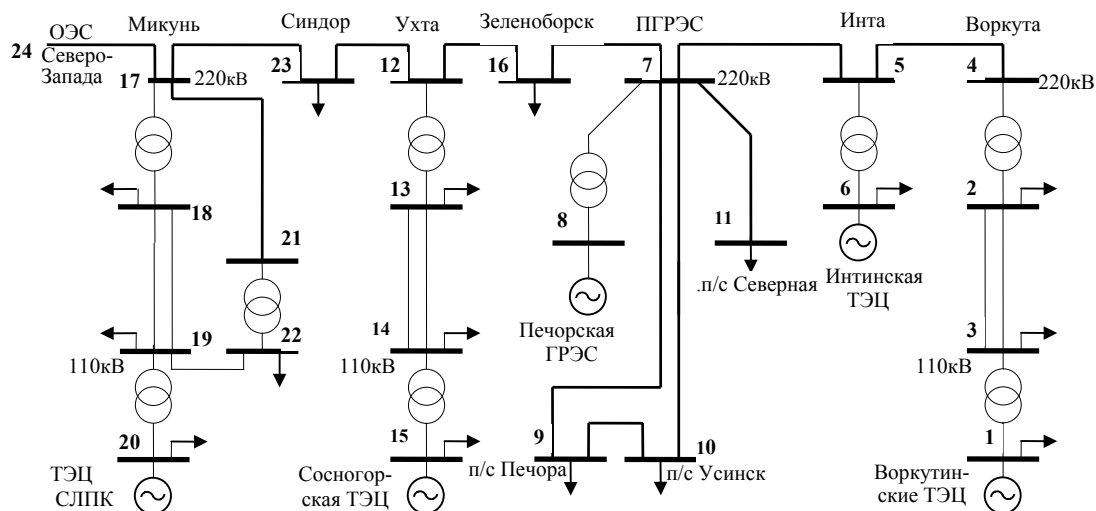 24
ОЭС
Северо-
Запада
Микунь
17
220кВ
Синдор
23
Ухта
12
Зеленоборск
16
ПГРЭС
7
220кВ
Инта
5
Воркута
4
220кВ
18
13
8
11
6
2
21
.п/с Северная
Интинская
ТЭЦ
Печорская
ГРЭС
19
110кВ
22
14
110кВ
3
110кВ
20
ТЭЦ
СЛПК
15
Сосногор-
ская ТЭЦ
9
п/с Печора
10
п/с Усинск
1
Воркутин-
ские ТЭЦ